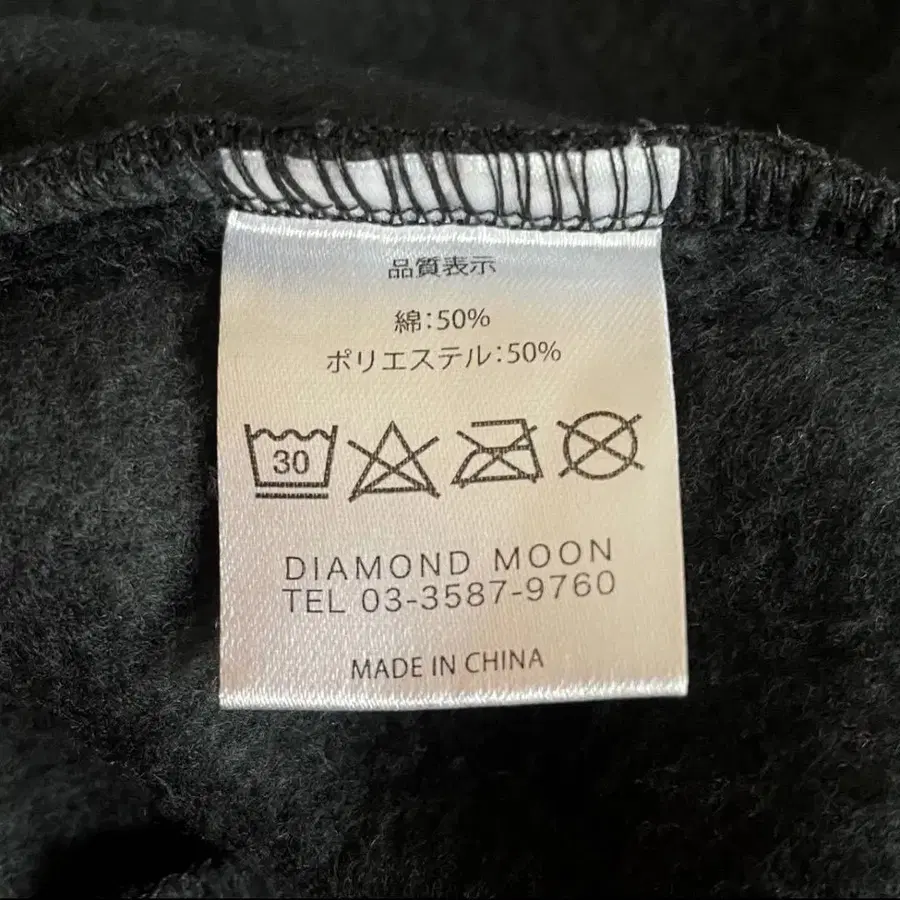 品質表示
綿:50%
ポリエステル:50%
30
DIAMOND MOON
TEL 03-3587-9760
MADE IN CHINA